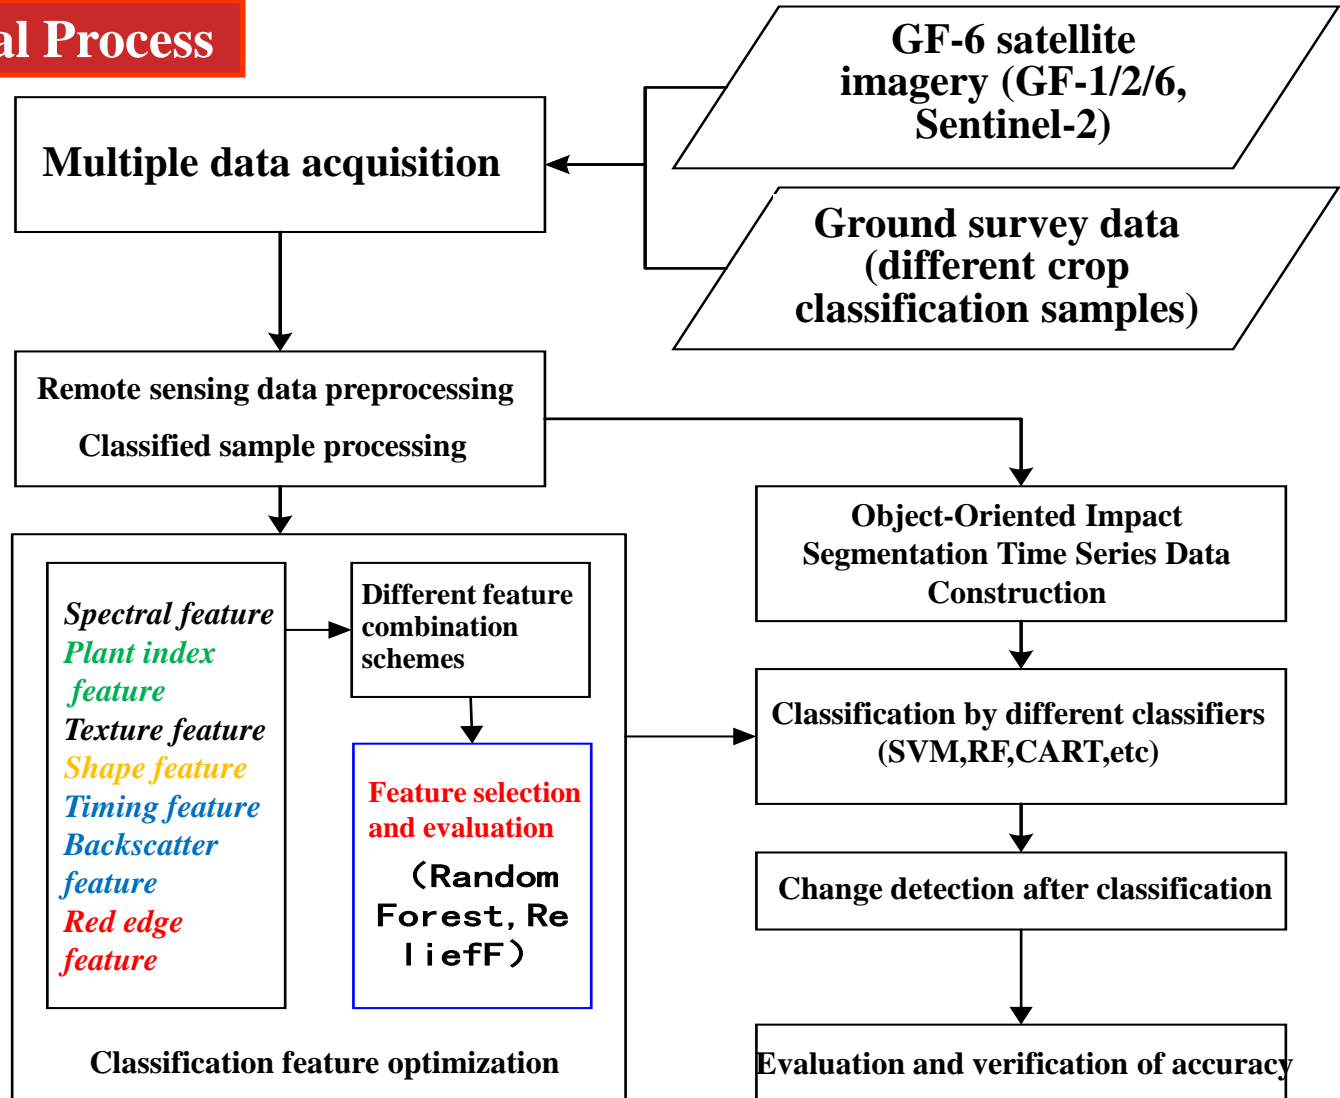 al Process
GF-6 satellite
imagery (GF-1/2/6,
Sentinel-2)
Multiple data acquisition
Ground survey data
(different crop
classification samples)
Remote sensing data preprocessing
Classified sample processing
Object-Oriented Impact
Segmentation Time Series Data
Construction
Spectral feature
Plant index
feature
Texture feature
Shape feature
Timing feature
Backscatter
feature
Red edge
feature
Different feature
combination
schemes
Feature selection
and evaluation
（Random
Forest,Re
liefF）
Classification feature optimization
Classification by different classifiers
(SVM,RF,CART,etc)
Change detection after classification
Evaluation and verification of accuracy